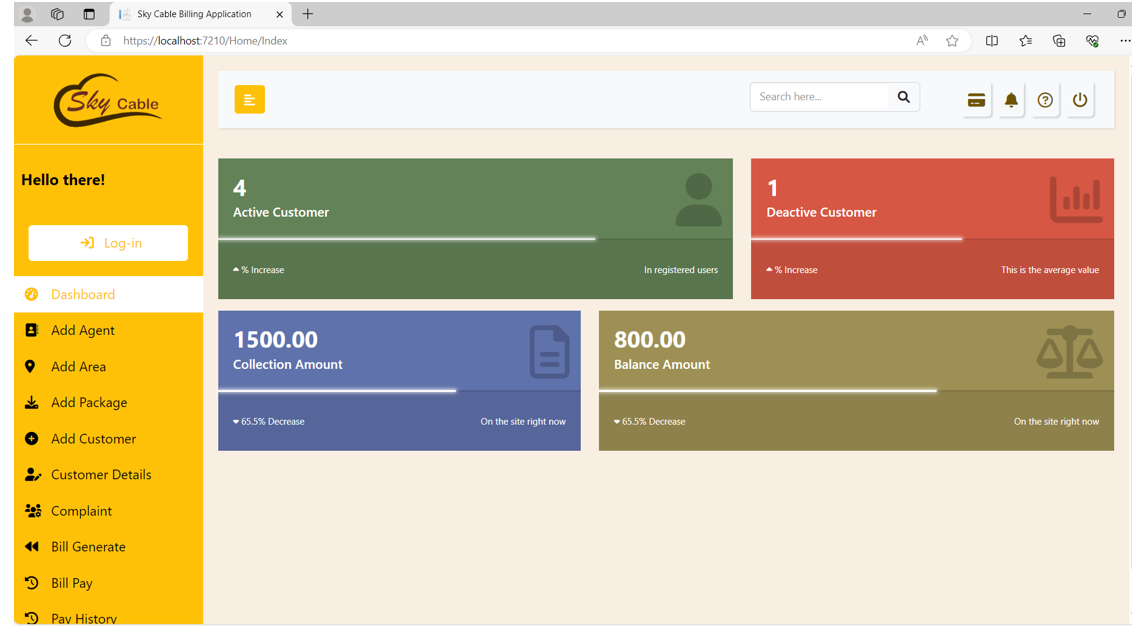 Sky Cable Billing Application
https://localhost:7210/Home/Index
Sky Cable
Hello there!
Log-in
Dashboard
Add Agent
Add Area
Add Package
Add Customer
Customer Details
Complaint
Bill Generate
Bill Pay
Pay History
Search here...
4
Active Customer
% Increase
In registered users
1
Deactive Customer
% Increase
This is the average value
1500.00
Collection Amount
65.5% Decrease
On the site right now
800.00
Balance Amount
65.5% Decrease
On the site right now